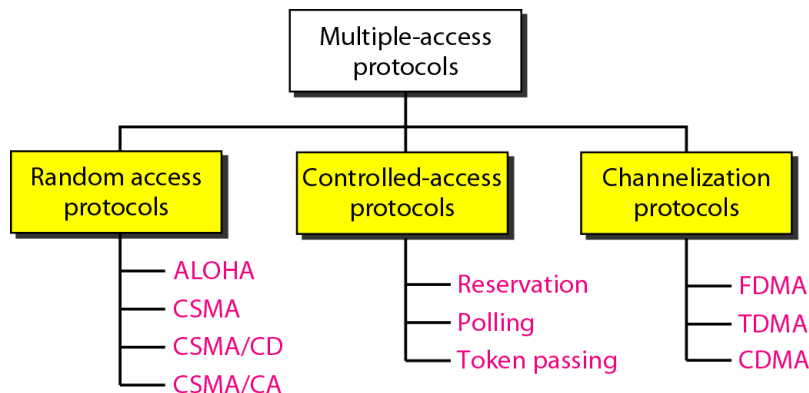 Multiple-access
protocols
Random access
protocols
Controlled-access
protocols
Channelization
protocols
ALOHA
CSMA
CSMA/CD
CSMA/CA
Reservation
Polling
Token passing
FDMA
TDMA
CDMA